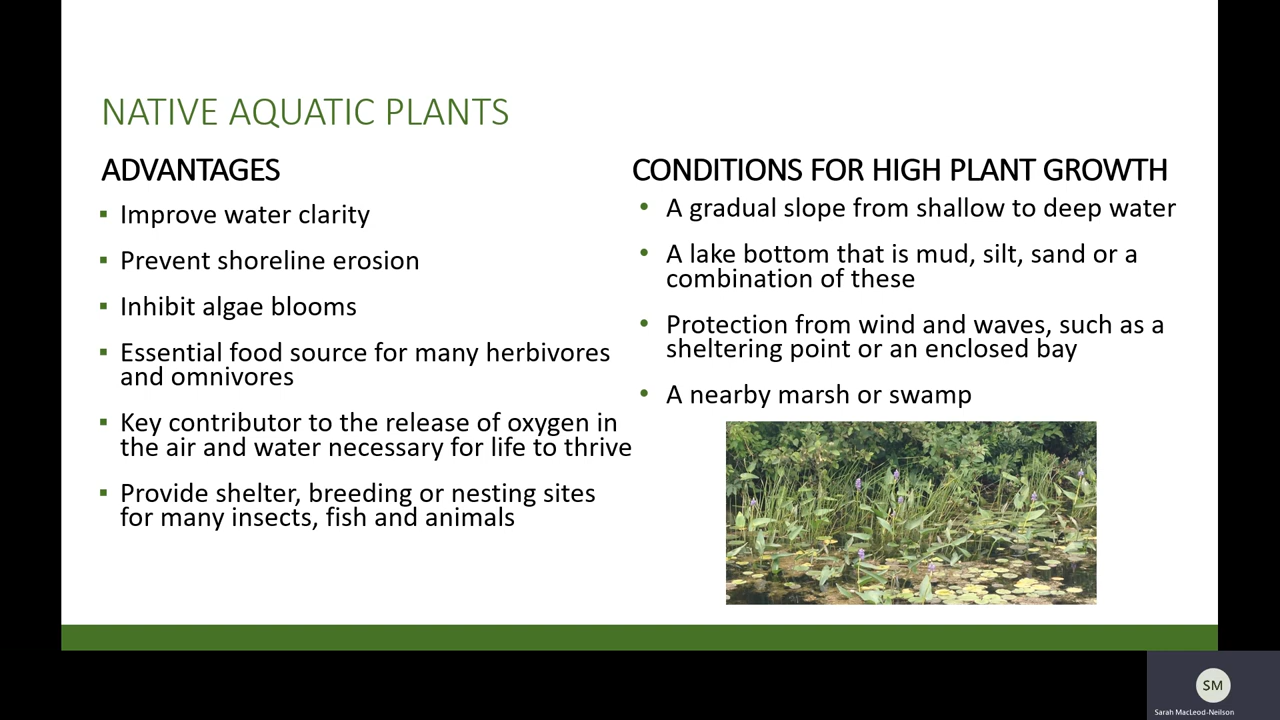 NATIVE AQUATIC PLANTS
ADVANTAGES
▪ Improve water clarity
▪ Prevent shoreline erosion
▪ Inhibit algae blooms
▪ Essential food source for many herbivores
and omnivores
▪ Key contributor to the release of oxygen in
the air and water necessary for life to thrive
▪ Provide shelter, breeding or nesting sites
for many insects, fish and animals
CONDITIONS FOR HIGH PLANT GROWTH
• A gradual slope from shallow to deep water
• A lake bottom that is mud, silt, sand or a
combination of these
• Protection from wind and waves, such as a
sheltering point or an enclosed bay
• A nearby marsh or swamp
SM
Sarah MacLeod-Neilson